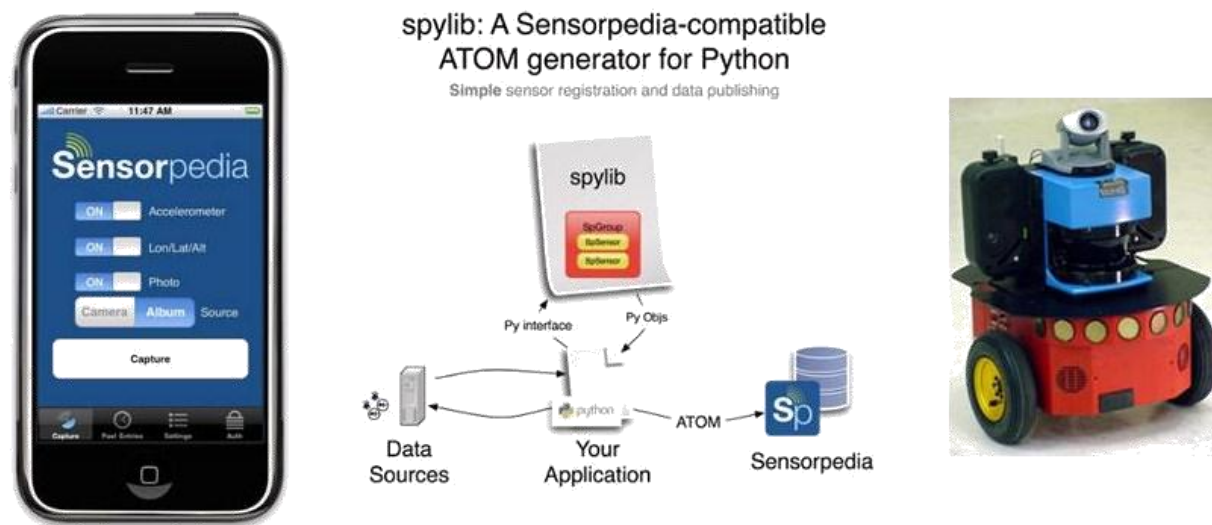 Carrier 11:47 AM
Sensorpedia
ON Accelerometer
ON Lon/Lat/Alt
ON Photo
Camera Album Source
Capture
Capture Past Entries Settings Auth
spylib: A Sensorpedia-compatible
ATOM generator for Python
Simple sensor registration and data publishing
spylib
SpGroup
SpSensor
SpSensor
Py interface
Py Objs
python
ATOM
Sp
Data
Sources
Your
Application
Sensorpedia